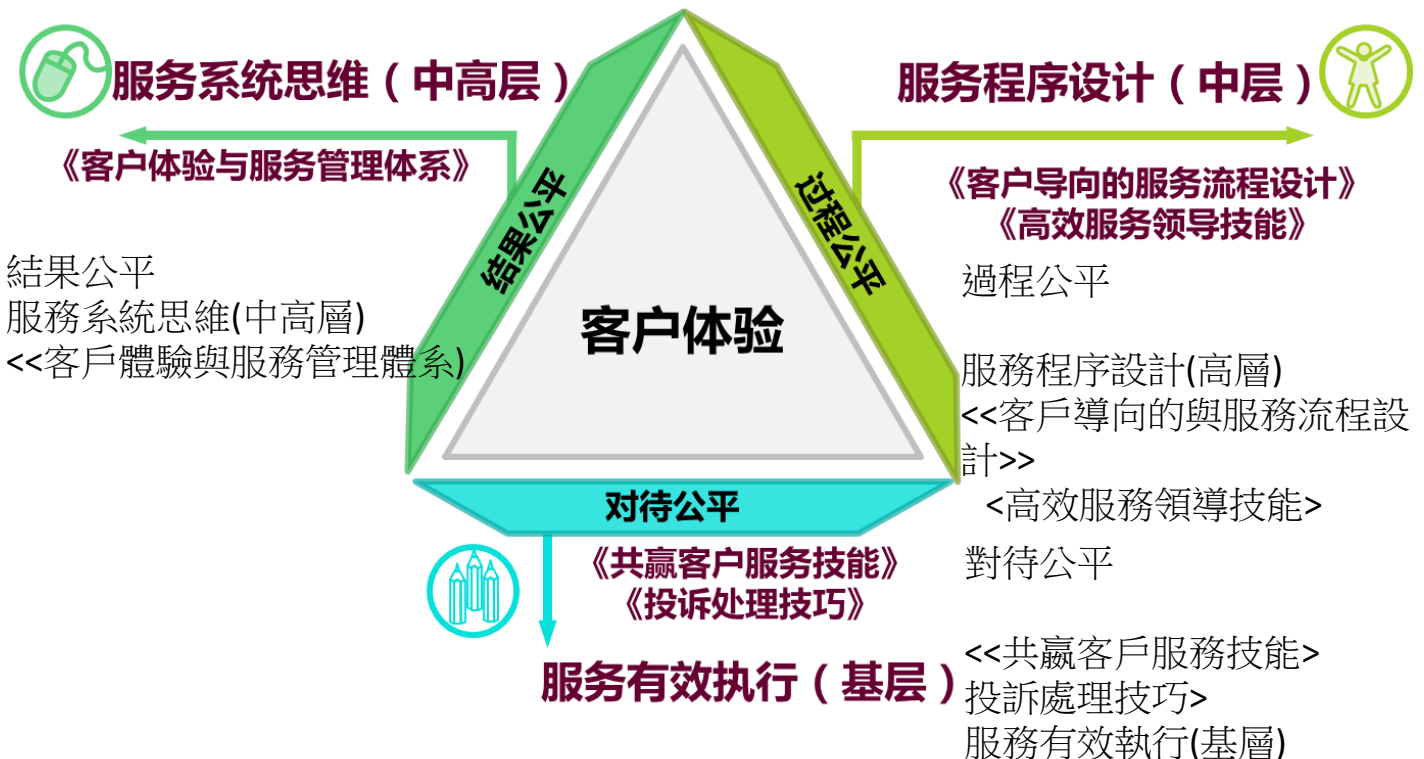 服务系统思维（中高层）
《客户体验与服务管理体系》
结果公平
結果公平
服務系統思維(中高層)
<<客戶體驗與服務管理體系)
客户体验
服务程序设计（中层）
《客户导向的服务流程设计》
《高效服务领导技能》
过程公平
過程公平
服務程序設計(高層)
<<客戶導向的與服務流程設
計>>
<高效服務領導技能>
对待公平
《共赢客户服务技能》
《投诉处理技巧》
服务有效执行（基层）
對待公平
<<共贏客戶服務技能>
投訴處理技巧>
服務有效執行(基層)